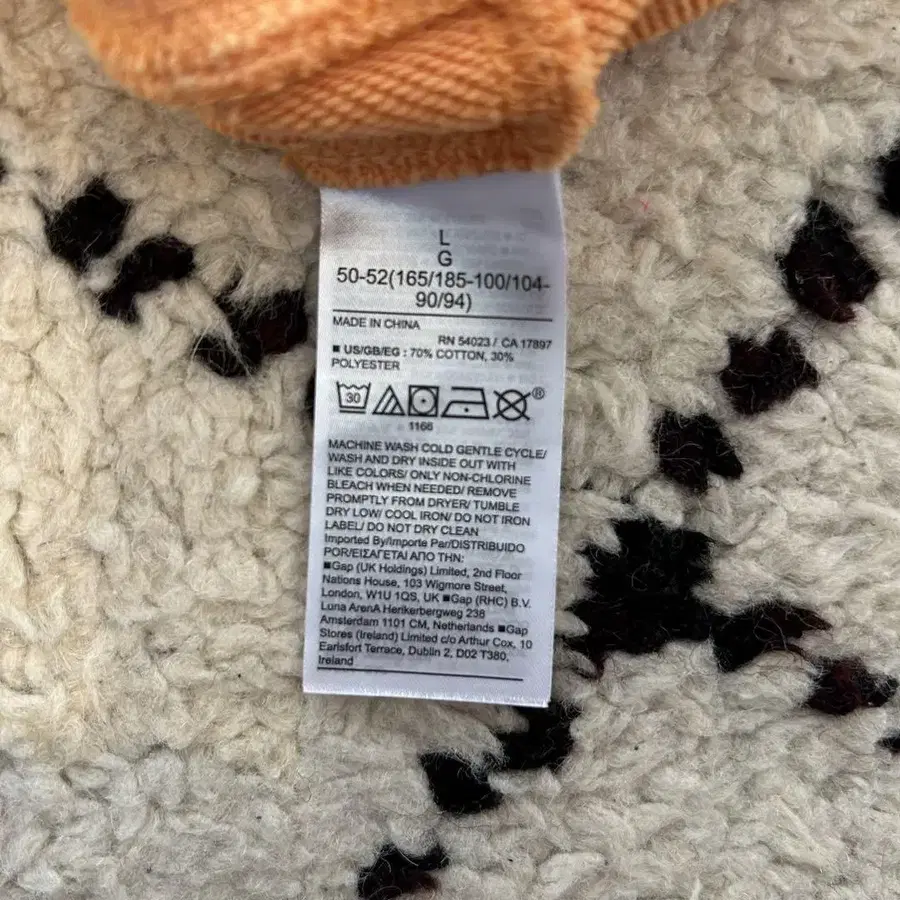 L
G
50-52(165/185-100/104-
90/94)
MADE IN CHINA
RN 54023 / CA 17897
■ US/GB/EG : 70% COTTON, 30%
POLYESTER
30
®
1166
MACHINE WASH COLD GENTLE CYCLE/
WASH AND DRY INSIDE OUT WITH
LIKE COLORS/ ONLY NON-CHLORINE
BLEACH WHEN NEEDED/ REMOVE
PROMPTLY FROM DRYER/ TUMBLE
DRY LOW/ COOL IRON/ DO NOT IRON
LABEL/ DO NOT DRY CLEAN
Imported By/Importe Par/DISTRIBUIDO
POR/ΕΙΣΑΓΕΤΑΙ ΑΠΟ ΤΗΝ:
■Gap (UK Holdings) Limited, 2nd Floor
Nations House, 103 Wigmore Street,
London, W1U 1QS, UK ■Gap (RHC) B.V.
Luna ArenA Herikerbergweg 238
Amsterdam 1101 CM, Netherlands ■Gap
Stores (Ireland) Limited c/o Arthur Cox, 10
Earlsfort Terrace, Dublin 2, D02 T380,
Ireland